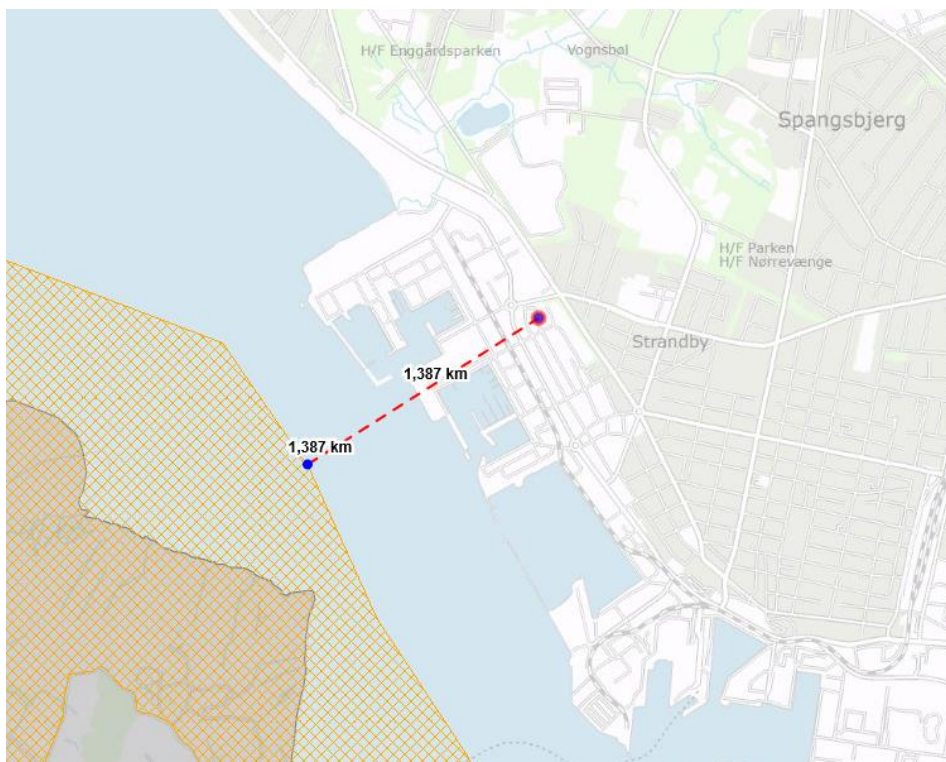 H/F Enggårdsparken
Vognsbøl
Spangsbjerg
H/F Parken
H/F Nørrevænge
Strandby
1,387 km
1,387 km